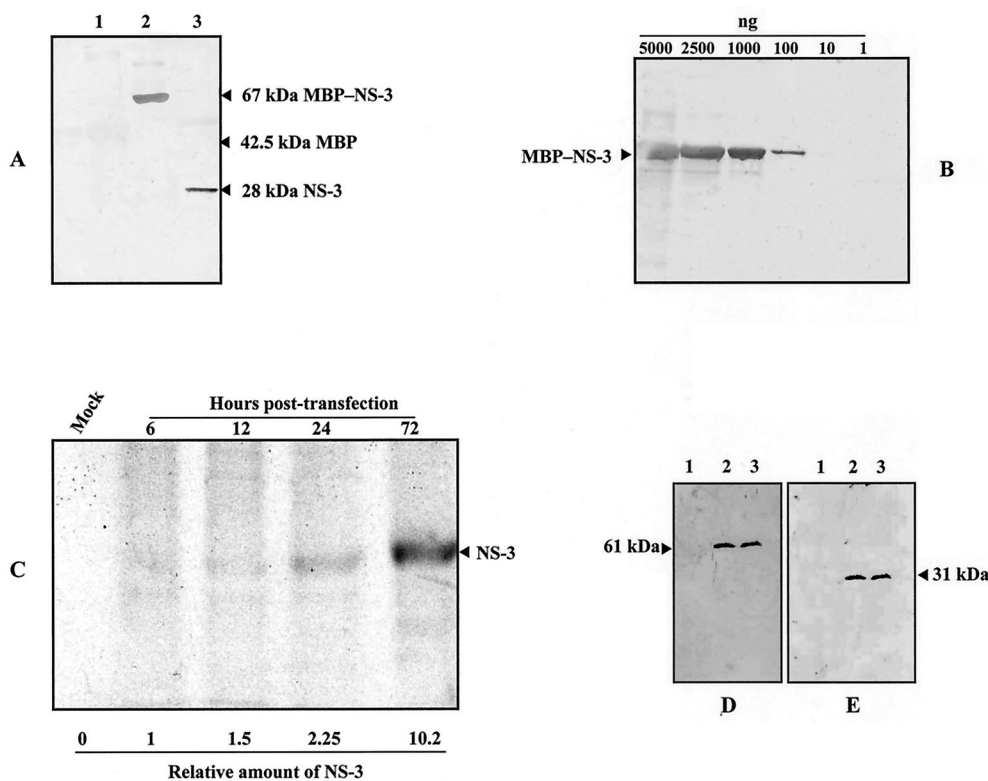 1 2 3
67 kDa MBP–NS-3
42.5 kDa MBP
28 kDa NS-3
A
ng
5000 2500 1000 100 10 1
MBP–NS-3
B
Hours post-transfection
Mock 6 12 24 72
NS-3
C
0 1 1.5 2.25 10.2
Relative amount of NS-3
1 2 3 1 2 3
61 kDa
31 kDa
D E